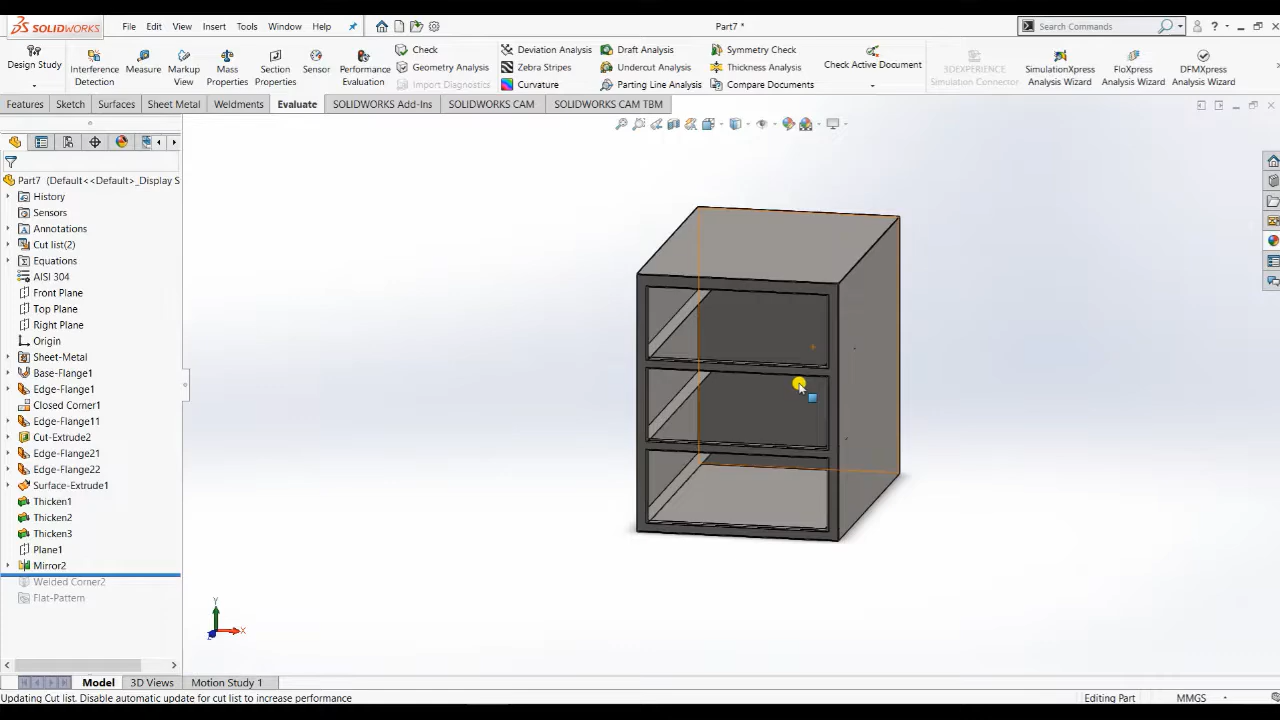 SOLIDWORKS File Edit View Insert Tools Window Help Part7 * Search Commands ?
Design Study
Interference Detection
Measure
Markup View
Mass Properties
Section Properties
Sensor
Performance Evaluation
Check
Geometry Analysis
Import Diagnostics
Deviation Analysis
Zebra Stripes
Curvature
Draft Analysis
Undercut Analysis
Parting Line Analysis
Symmetry Check
Thickness Analysis
Compare Documents
Check Active Document
3DEXPERIENCE Simulation Connector
SimulationXpress Analysis Wizard
FloXpress Analysis Wizard
DFMXpress Analysis Wizard
Features Sketch Surfaces Sheet Metal Weldments Evaluate SOLIDWORKS Add-Ins SOLIDWORKS CAM SOLIDWORKS CAM TBM
Part7 (Default<<Default>_Display S
History
Sensors
Annotations
Cut list(2)
Equations
AISI 304
Front Plane
Top Plane
Right Plane
Origin
Sheet-Metal
Base-Flange1
Edge-Flange1
Closed Corner1
Edge-Flange11
Cut-Extrude2
Edge-Flange21
Edge-Flange22
Surface-Extrude1
Thicken1
Thicken2
Thicken3
Plane1
Mirror2
Welded Corner2
Flat-Pattern
Y
X
Z
Model 3D Views Motion Study 1
Updating Cut list. Disable automatic update for cut list to increase performance Editing Part MMGS